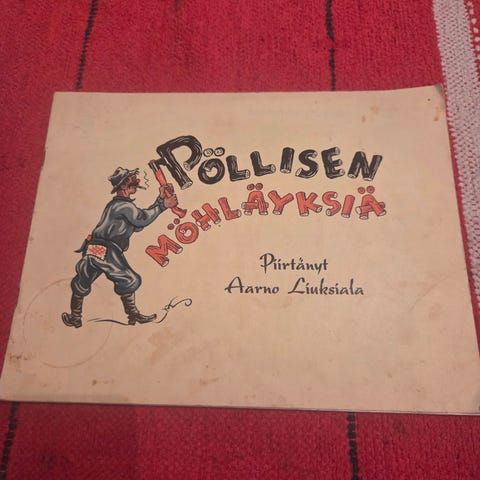 PÖLLISEN
MÖHLÄYKSIÄ
Piirtänyt
Aarno Liuksiala